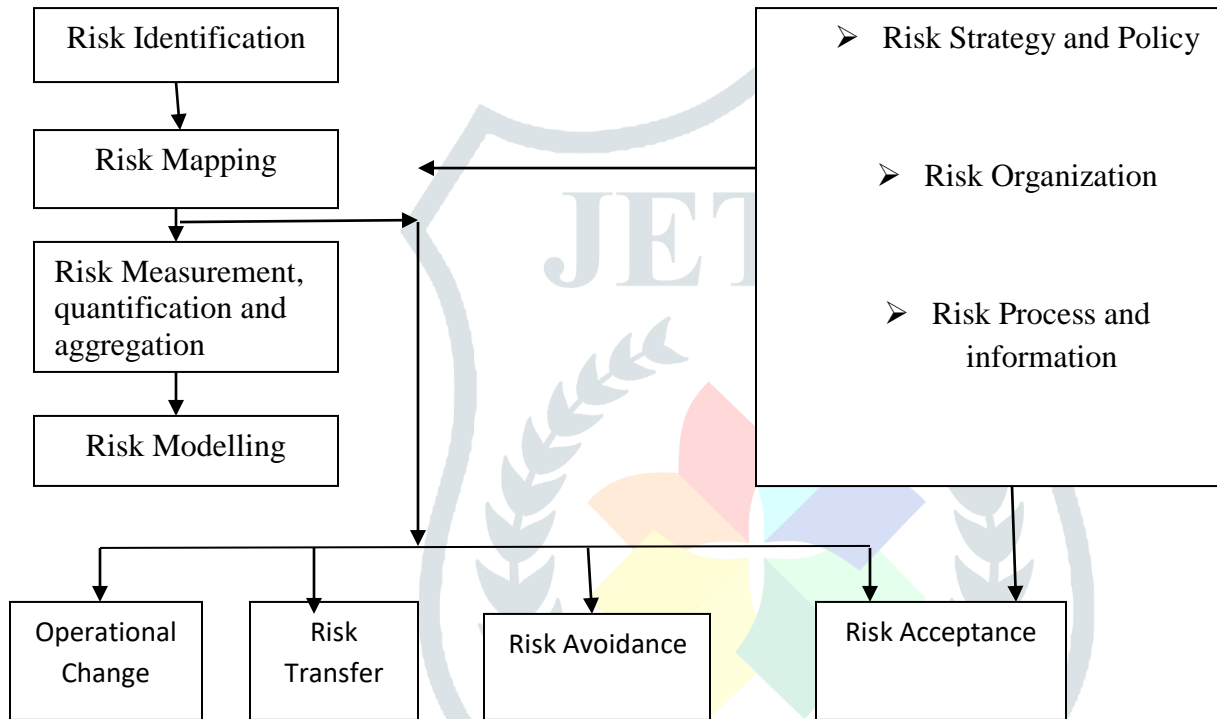 Risk Identification
Risk Mapping
Risk Measurement,
quantification and
aggregation
Risk Modelling
➢ Risk Strategy and Policy
➢ Risk Organization
➢ Risk Process and
information
JET
Operational
Change
Risk
Transfer
Risk Avoidance
Risk Acceptance